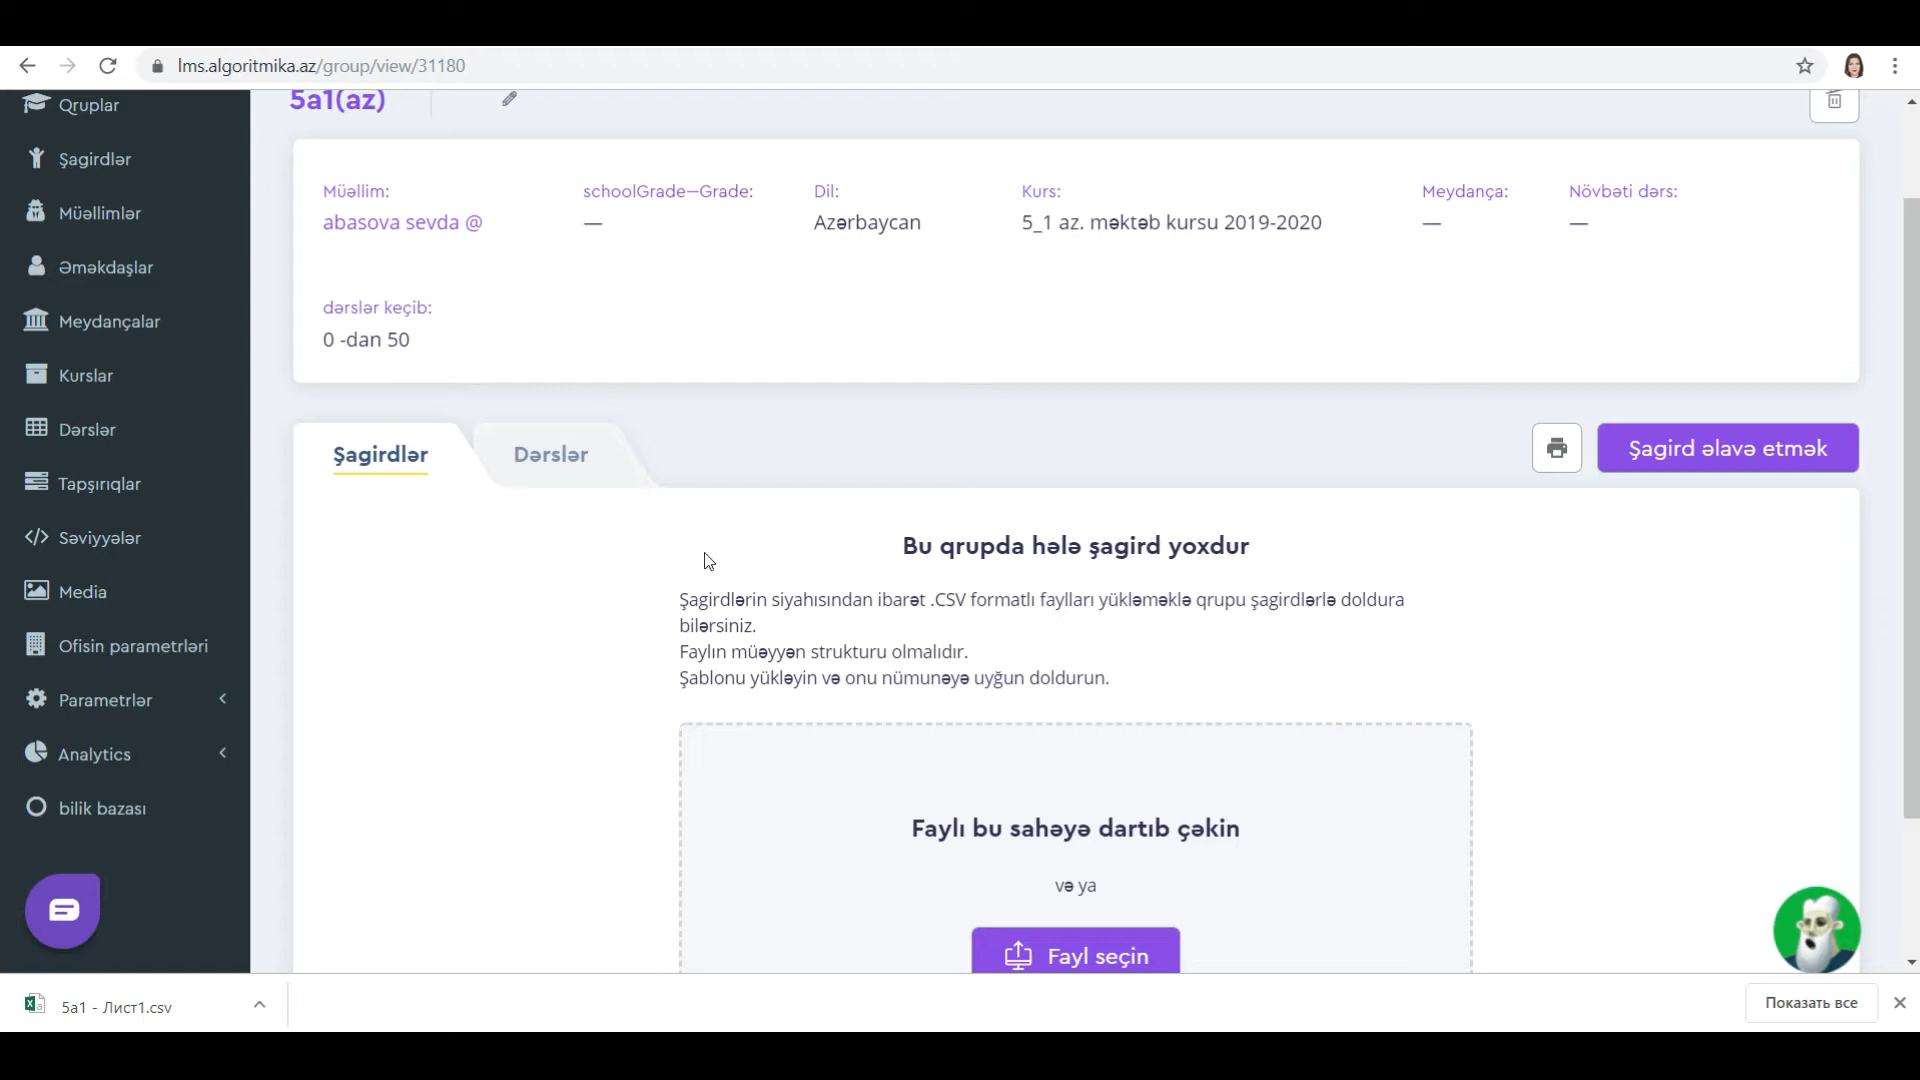 lms.algoritmika.az/group/view/31180
Qruplar
Şagirdlər
Müəllimlər
Əməkdaşlar
Meydançalar
Kurslar
Dərslər
Tapşırıqlar
Səviyyələr
Media
Ofisin parametrləri
Parametrlər
Analytics
bilik bazası
5a1(az)
Müəllim: schoolGrade—Grade: Dil: Kurs: Meydança: Növbəti dərs:
abasova sevda @ — Azərbaycan 5_1 az. məktəb kursu 2019-2020 — —
dərslər keçib:
0 -dan 50
Şagirdlər Dərslər Şagird əlavə etmək
Bu qrupda hələ şagird yoxdur
Şagirdlərin siyahısından ibarət .CSV formatlı faylları yükləməklə qrupu şagirdlərlə doldura
bilərsiniz.
Faylın müəyyən strukturu olmalıdır.
Şablonu yükləyin və onu nümunəyə uyğun doldurun.
Faylı bu sahəyə dartıb çəkin
və ya
Fayl seçin
5a1 - Лист1.csv
Показать все